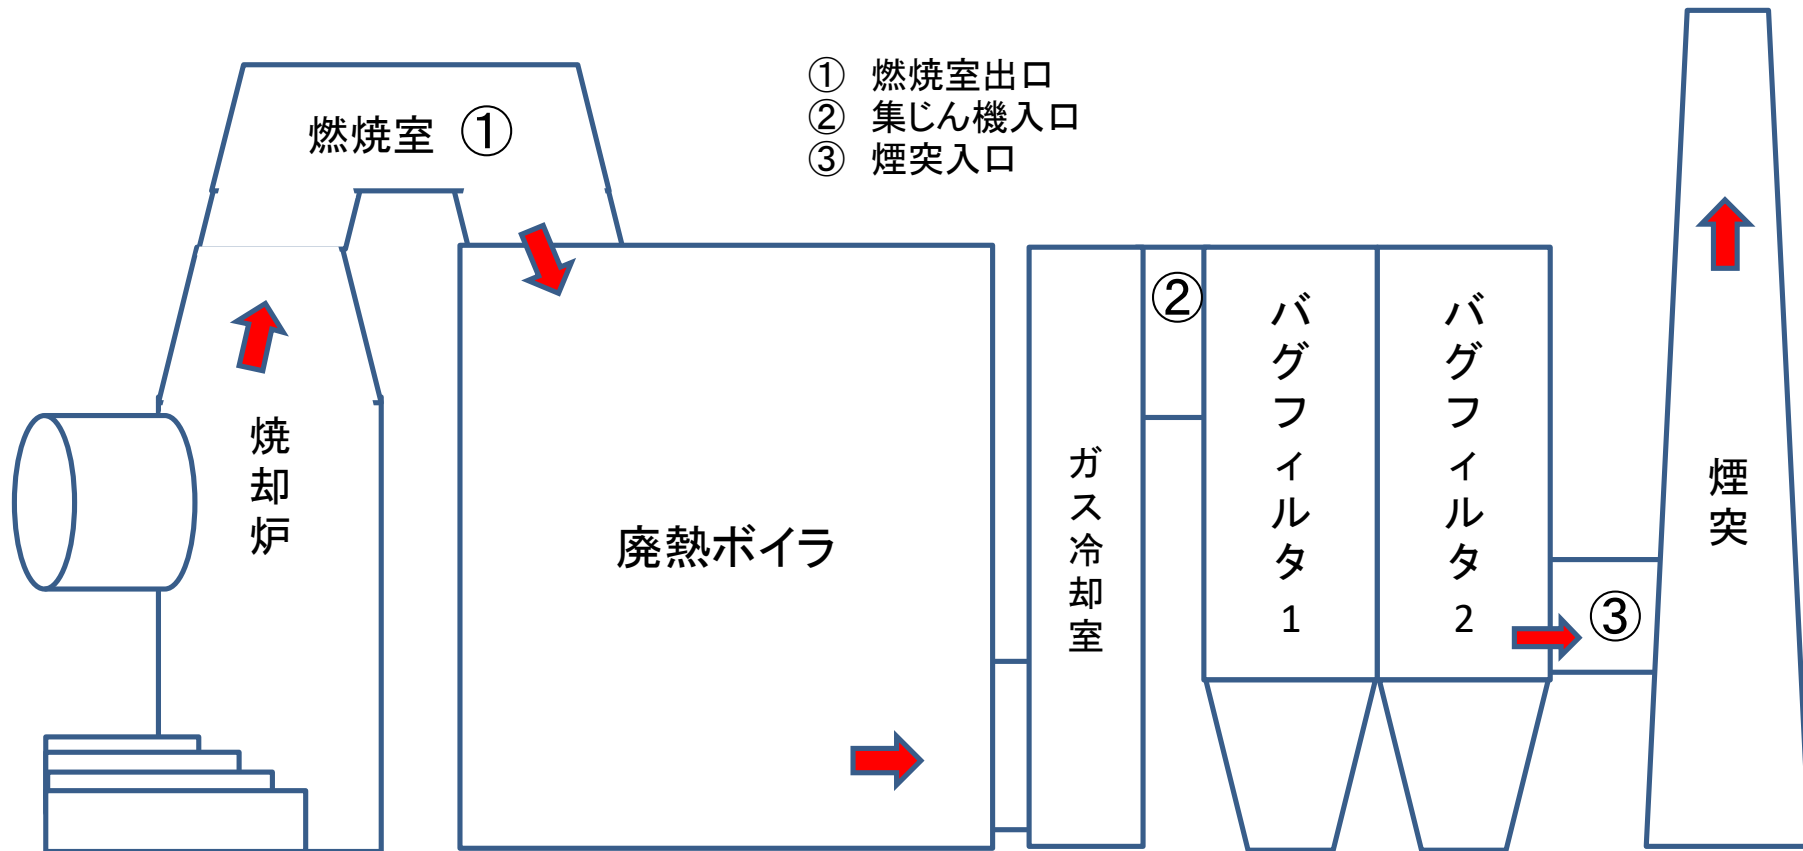 ① 燃焼室出口
② 集じん機入口
③ 煙突入口
燃焼室 ①
焼却炉
廃熱ボイラ
ガス冷却室
②
バグフィルタ1
バグフィルタ2
③
煙突